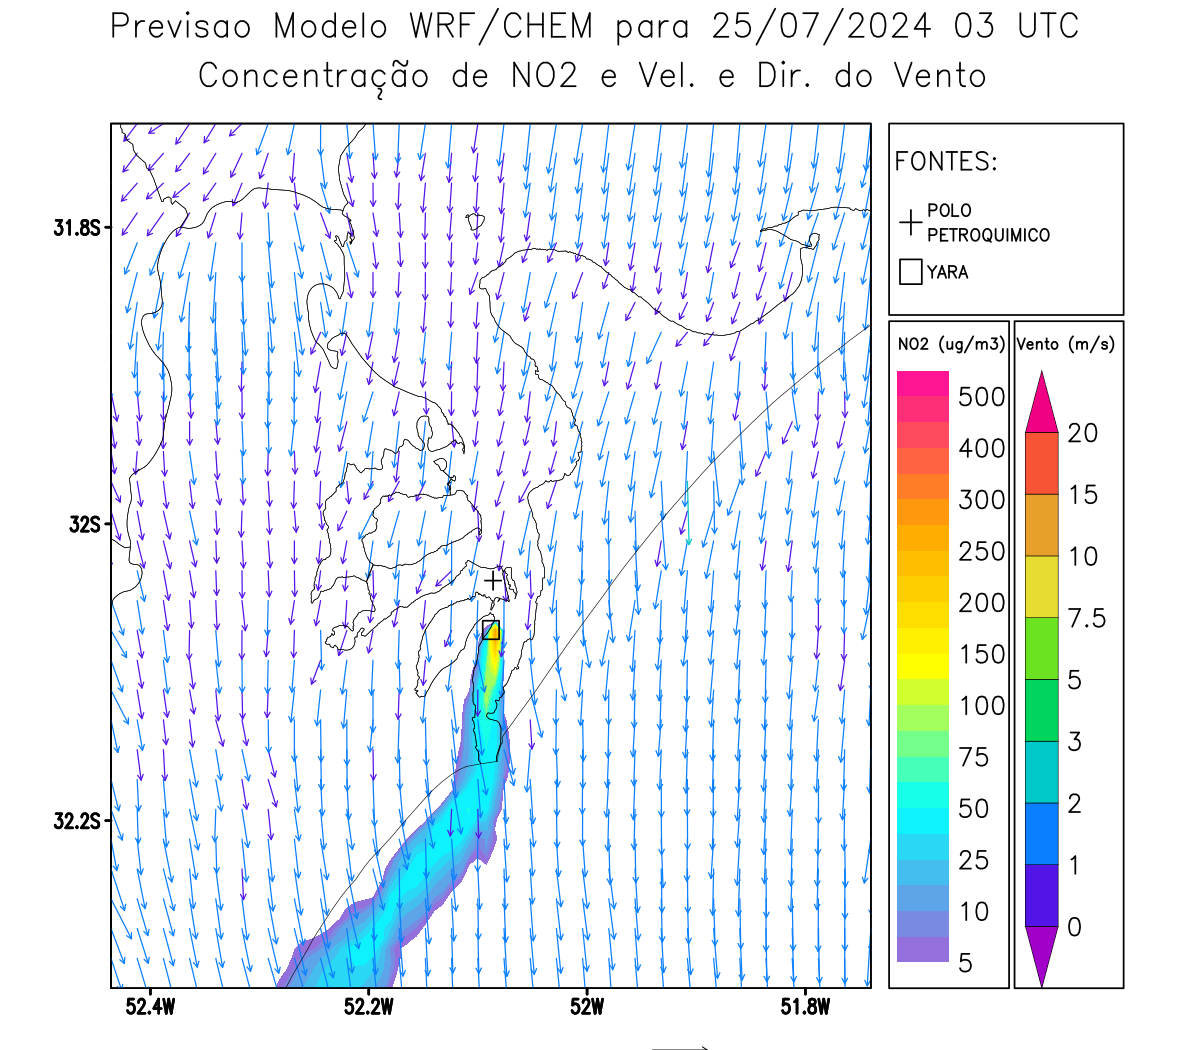 Previsao Modelo WRF/CHEM para 25/07/2024 03 UTC
Concentração de NO2 e Vel. e Dir. do Vento
FONTES:
POLO
PETROQUIMICO
YARA
NO2 (ug/m3)
500
400
300
250
200
150
100
75
50
25
10
5
Vento (m/s)
20
15
10
7.5
5
3
2
1
0
31.8S
32S
32.2S
52.4W
52.2W
52W
51.8W